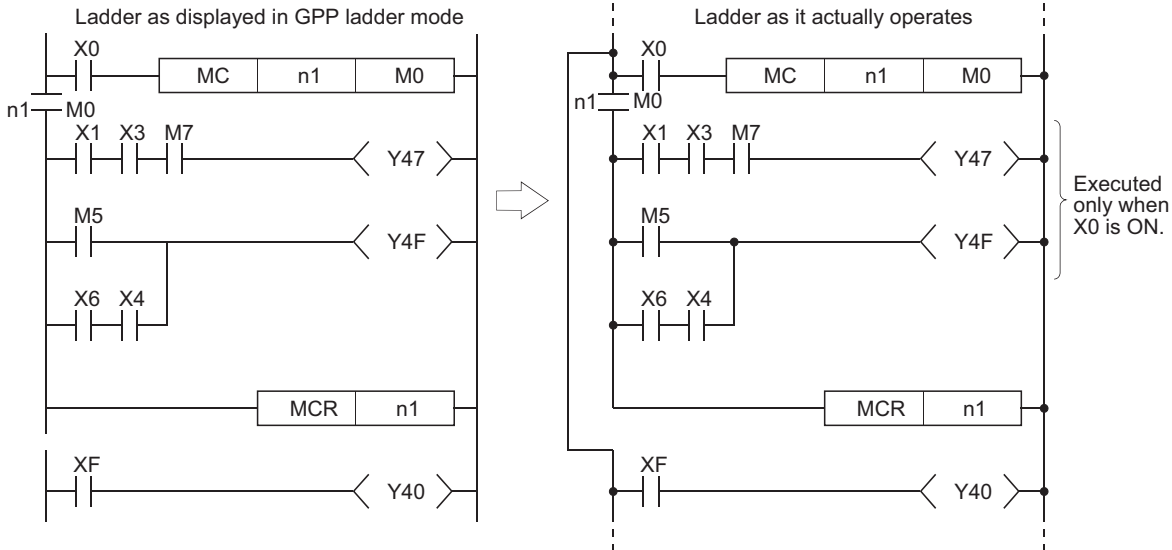 Ladder as displayed in GPP ladder mode
X0
MC n1 M0
n1 M0
X1 X3 M7
Y47
M5
Y4F
X6 X4
MCR n1
XF
Y40
Ladder as it actually operates
X0
MC n1 M0
n1 M0
X1 X3 M7
Y47
M5
Y4F
X6 X4
MCR n1
XF
Y40
Executed
only when
X0 is ON.